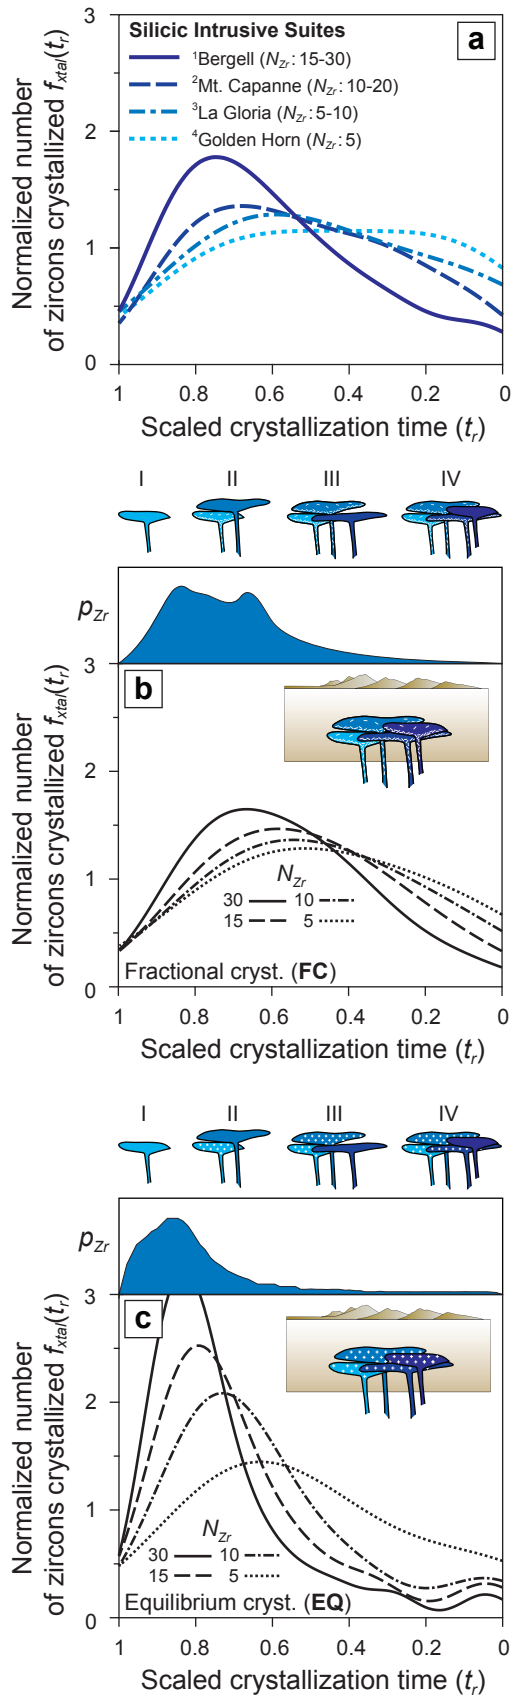 3
Silicic Intrusive Suites
a
¹Bergell (N_Zr: 15-30)
²Mt. Capanne (N_Zr: 10-20)
³La Gloria (N_Zr: 5-10)
⁴Golden Horn (N_Zr: 5)
2
1
0
Normalized number
of zircons crystallized f_xtal(t_r)
1 0.8 0.6 0.4 0.2 0
Scaled crystallization time (t_r)
I II III IV
p_Zr
3
b
2
1
0
Normalized number
of zircons crystallized f_xtal(t_r)
N_Zr
30 10
15 5
Fractional cryst. (FC)
1 0.8 0.6 0.4 0.2 0
Scaled crystallization time (t_r)
I II III IV
p_Zr
3
c
2
1
0
Normalized number
of zircons crystallized f_xtal(t_r)
N_Zr
30 10
15 5
Equilibrium cryst. (EQ)
1 0.8 0.6 0.4 0.2 0
Scaled crystallization time (t_r)